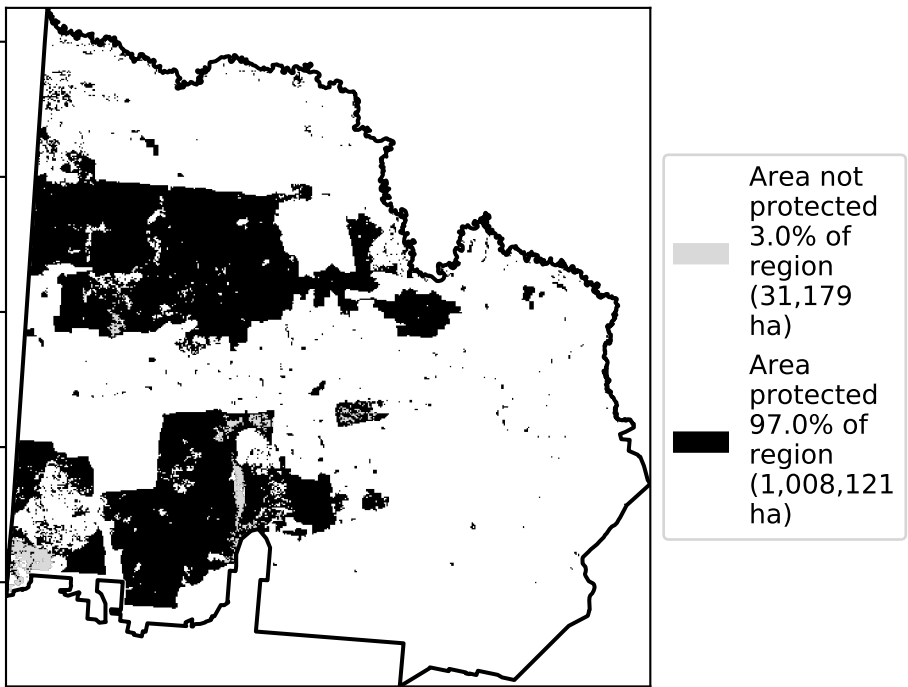 Area not
protected
3.0% of
region
(31,179
ha)
Area
protected
97.0% of
region
(1,008,121
ha)